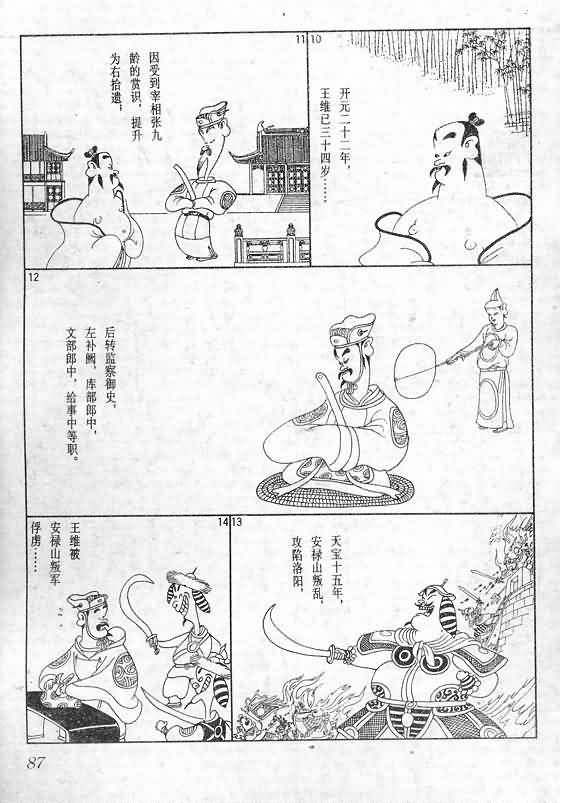 10
开元二十二年，
王维已三十四岁……
11
因受到宰相张九
龄的赏识，提升
为右拾遗，
12
后转监察御史，
左补阙，库部郎中，
文部郎中，给事中等职。
13
天宝十五年，
安禄山叛乱，
攻陷洛阳，
14
王维被
安禄山叛军
俘虏……
87